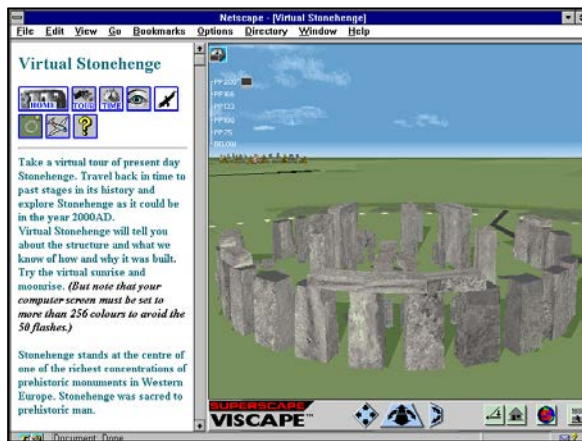 Netscape - [Virtual Stonehenge]
File Edit View Go Bookmarks Options Directory Window Help
Virtual Stonehenge
HOME TOUR TIME
?
Take a virtual tour of present day
Stonehenge. Travel back in time to
past stages in its history and
explore Stonehenge as it could be
in the year 2000AD.
Virtual Stonehenge will tell you
about the structure and what we
know of how and why it was built.
Try the virtual sunrise and
moonrise. (But note that your
computer screen must be set to
more than 256 colours to avoid the
50 flashes.)
Stonehenge stands at the centre of
one of the richest concentrations of
prehistoric monuments in Western
Europe. Stonehenge was sacred to
prehistoric man.
PP200
PP166
PP133
PP100
PP75
SUPERSCAPE
VISCAPE™
Document Done